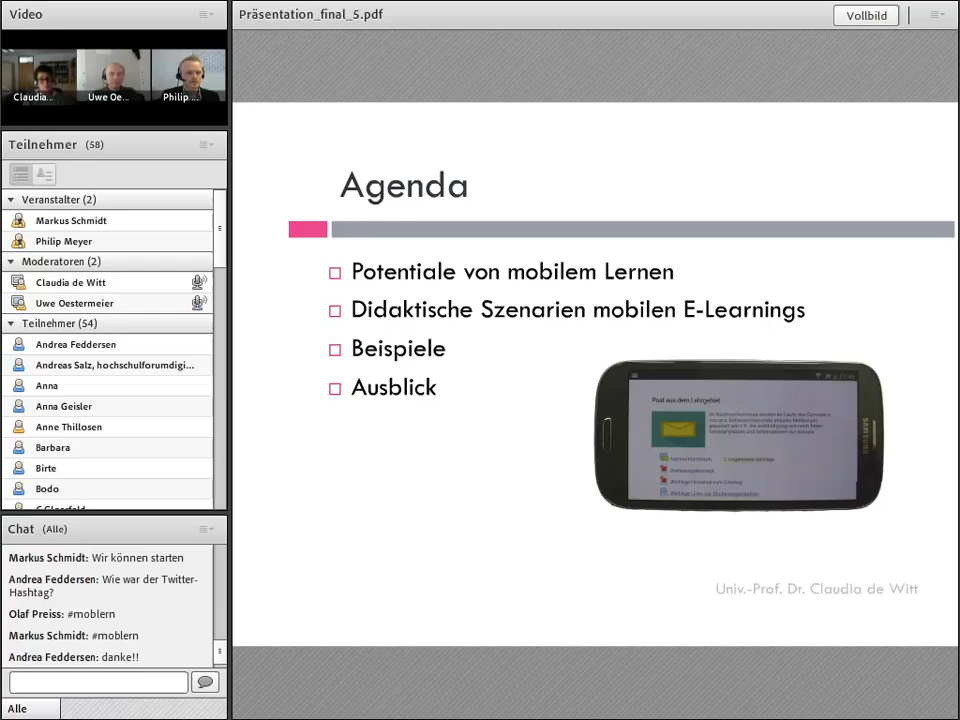 Video
Claudia...
Uwe Oe...
Philip ...
Teilnehmer (58)
Veranstalter (2)
Markus Schmidt
Philip Meyer
Moderatoren (2)
Claudia de Witt
Uwe Oestermeier
Teilnehmer (54)
Andrea Feddersen
Andreas Salz, hochschulforumdigi...
Anna
Anna Geisler
Anne Thillosen
Barbara
Birte
Bodo
Chat (Alle)
Markus Schmidt: Wir können starten
Andrea Feddersen: Wie war der Twitter-
Hashtag?
Olaf Preiss: #moblern
Markus Schmidt: #moblern
Andrea Feddersen: danke!!
Alle
Präsentation_final_5.pdf
Vollbild
Agenda
Potentiale von mobilem Lernen
Didaktische Szenarien mobilen E-Learnings
Beispiele
Ausblick
Post aus dem Lehrgebiet
SAMSUNG
Univ.-Prof. Dr. Claudia de Witt